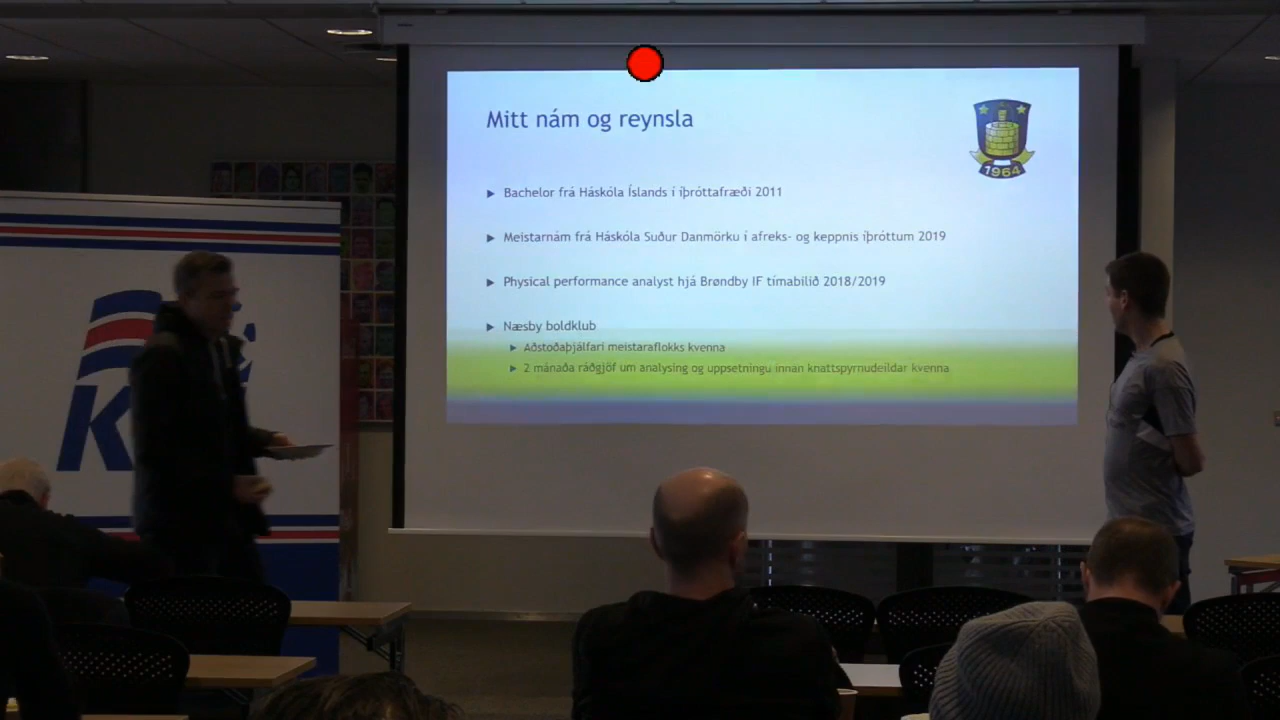 Mitt nám og reynsla
1964
Bachelor frá Háskóla Íslands í íþróttafræði 2011
Meistarnám frá Háskóla Suður Danmörku í afreks- og keppnis íþróttum 2019
Physical performance analyst hjá Brøndby IF tímabilið 2018/2019
Næsby boldklub
Aðstoðaþjálfari meistaraflokks kvenna
2 mánaða ráðgjöf um analysing og uppsetningu innan knattspyrnudeildar kvenna